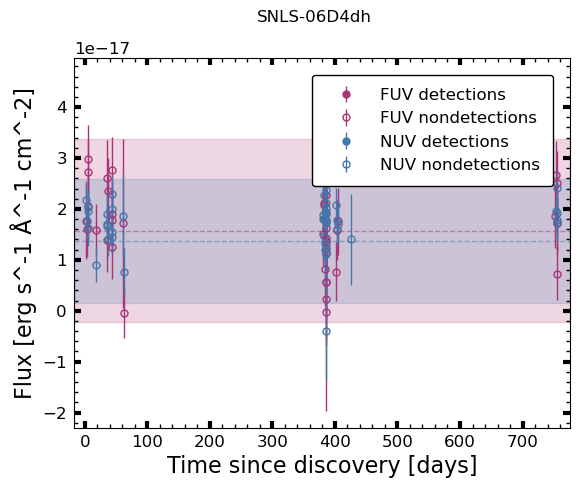 SNLS-06D4dh
1e−17
FUV detections
FUV nondetections
NUV detections
NUV nondetections
4
3
2
1
0
−1
−2
Flux [erg s^-1 Å^-1 cm^-2]
0 100 200 300 400 500 600 700
Time since discovery [days]